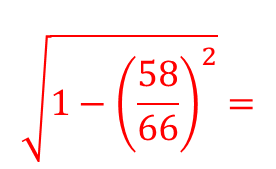 √(1 − (58/66)²) =